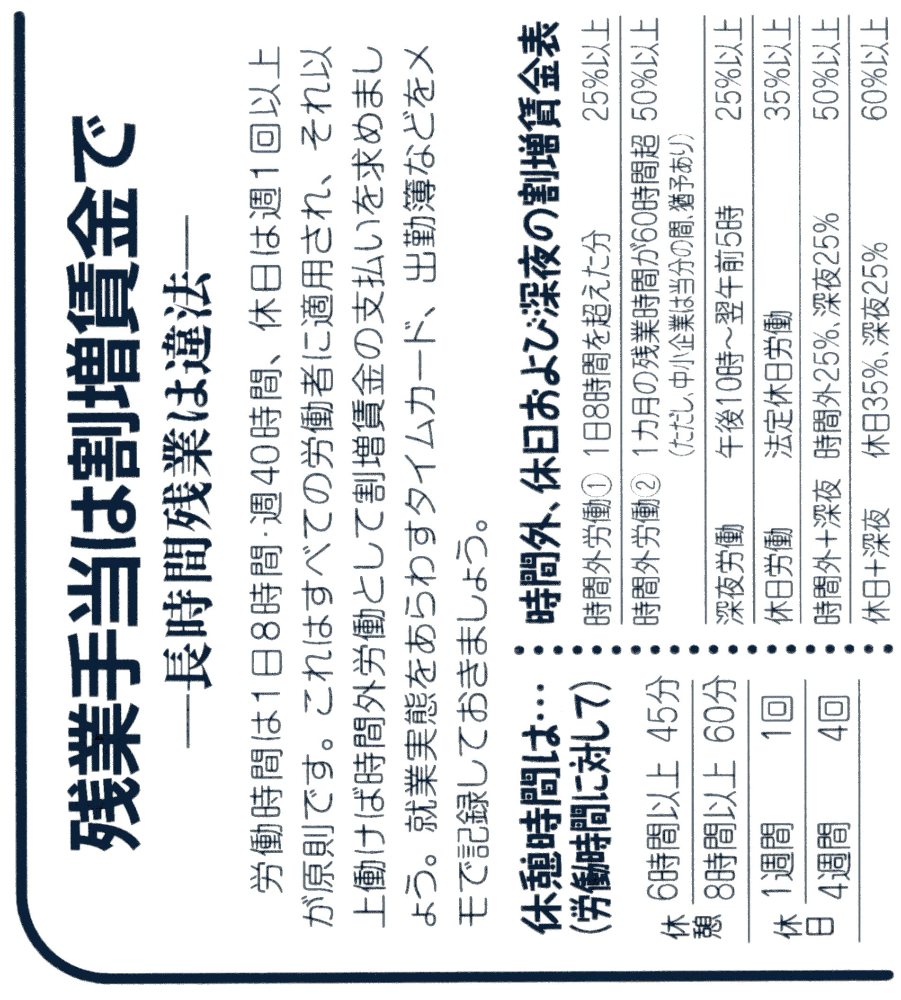 残業手当は割増賃金で
―長時間残業は違法―
労働時間は1日8時間・週40時間、休日は週1回以上
が原則です。これはすべての労働者に適用され、それ以
上働けば時間外労働として割増賃金の支払いを求めまし
ょう。就業実態をあらわすタイムカード、出勤簿などをメ
モで記録しておきましょう。
休憩時間は…
(労働時間に対して)
休憩
6時間以上 45分
8時間以上 60分
休日
1週間 1回
4週間 4回
時間外、休日および深夜の割増賃金表
時間外労働① 1日8時間を超えた分 25%以上
時間外労働② 1カ月の残業時間が60時間超 50%以上
(ただし、中小企業は当分の間、猶予あり)
深夜労働 午後10時～翌午前5時 25%以上
休日労働 法定休日労働 35%以上
時間外＋深夜 時間外25%、深夜25% 50%以上
休日＋深夜 休日35%、深夜25% 60%以上